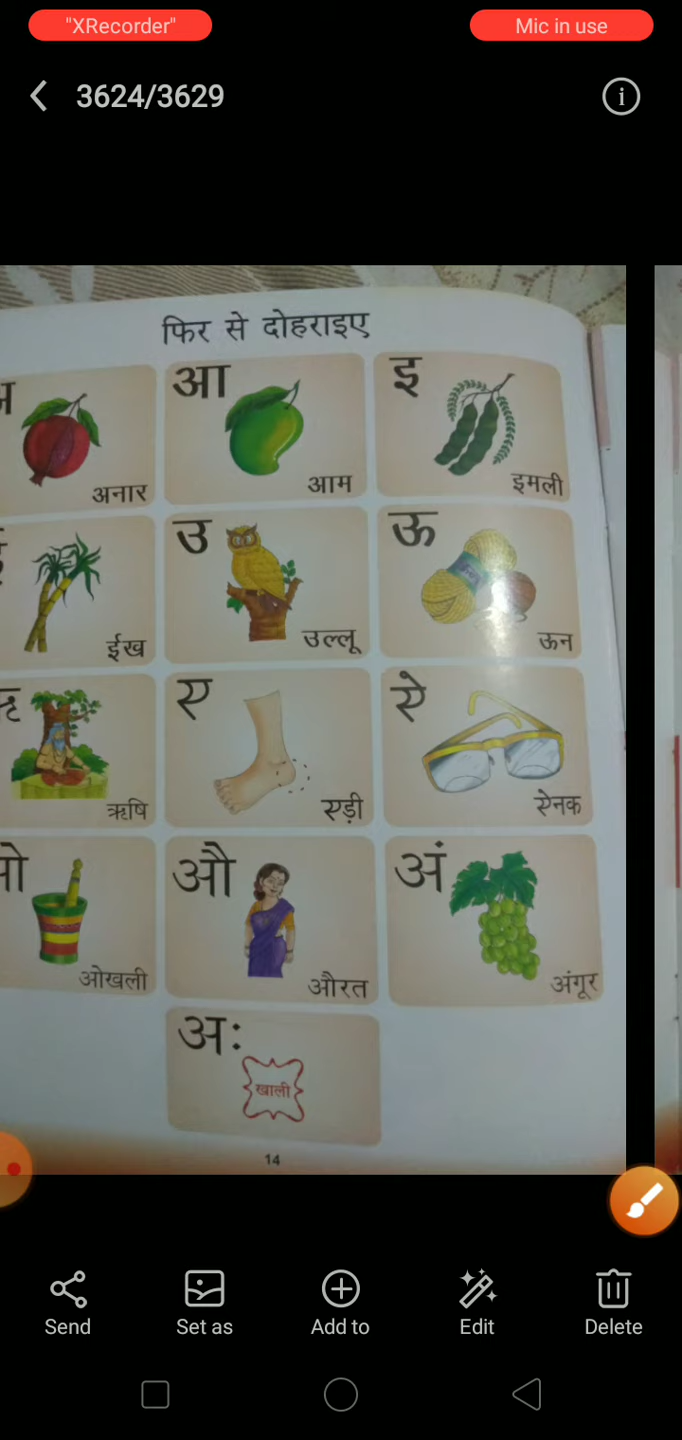 "XRecorder" Mic in use
3624/3629
फिर से दोहराइए
आ इ
अनार आम इमली
उ ऊ
ईख उल्लू ऊन
ए ऐ
ऋषि एड़ी ऐनक
औ अं
ओखली औरत अंगूर
अः
खाली
14
Send Set as Add to Edit Delete